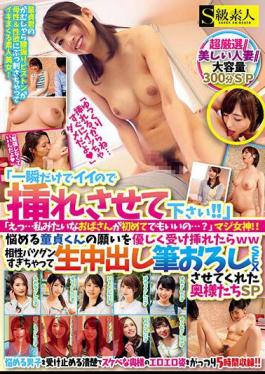 S級素人
SUPER SHIROUTO
超厳選!
美しい人妻!
大容量
300分SP
「一瞬だけでイイので
挿れさせて
下さい!!」
「えっ…私みたいなおばさんが初めてでもいいの…?」マジ女神!!
悩める童貞くんの願いを優しく受け挿れたらww
相性バツグンすぎちゃって
生中出し筆おろしSEX
させてくれた
奥様たちSP
悩める男子を受け止める清楚でスケベな奥様のエロエロ姿をがっつり5時間収録!!